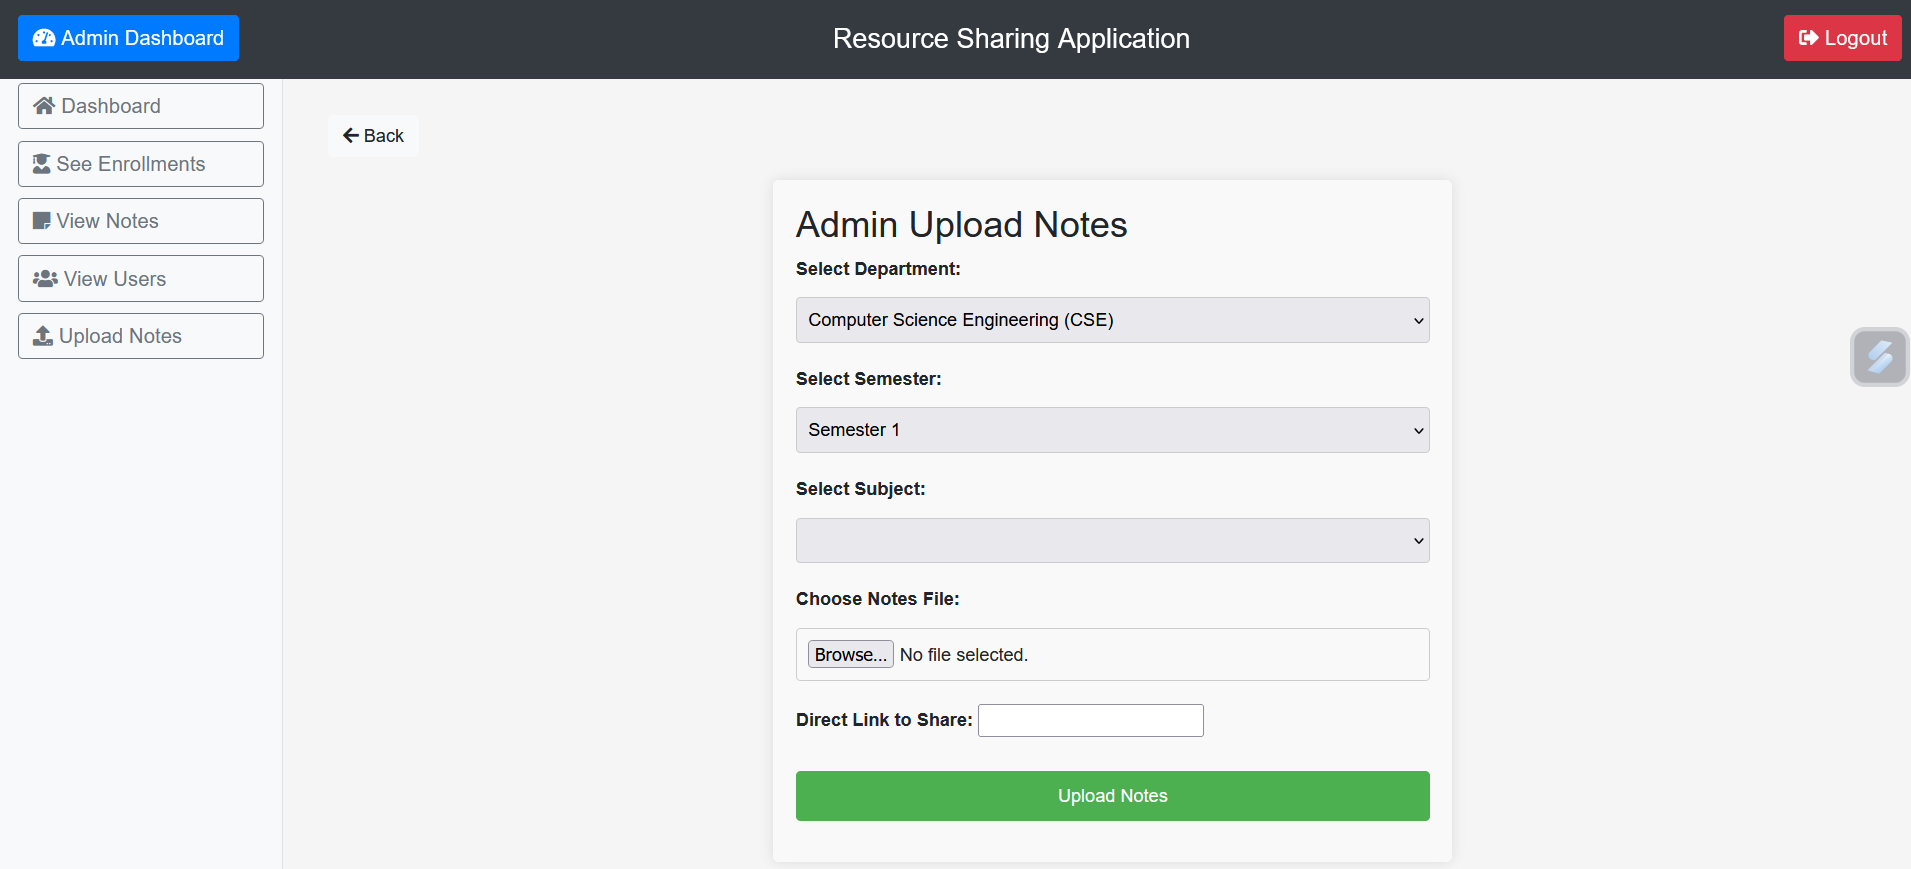 Admin Dashboard
Resource Sharing Application
Logout
Dashboard
See Enrollments
View Notes
View Users
Upload Notes
Back
Admin Upload Notes
Select Department:
Computer Science Engineering (CSE)
Select Semester:
Semester 1
Select Subject:
Choose Notes File:
Browse... No file selected.
Direct Link to Share:
Upload Notes